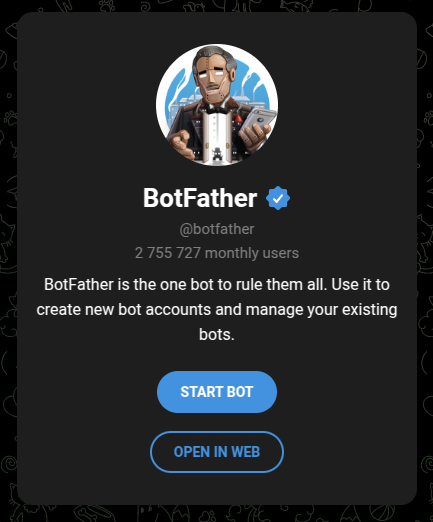 BotFather
@botfather
2 755 727 monthly users
BotFather is the one bot to rule them all. Use it to
create new bot accounts and manage your existing
bots.
START BOT
OPEN IN WEB